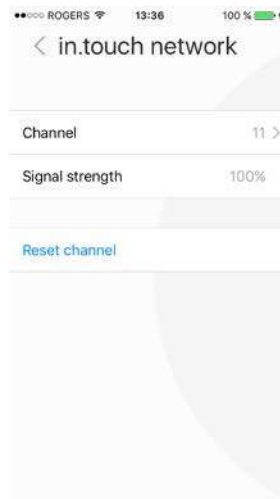 ROGERS 13:36 100 %
< in.touch network
Channel 11 >
Signal strength 100%
Reset channel